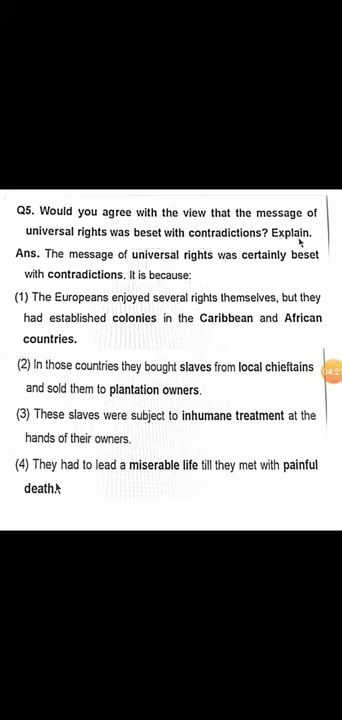 Q5. Would you agree with the view that the message of
universal rights was beset with contradictions? Explain.
Ans. The message of universal rights was certainly beset
with contradictions. It is because:
(1) The Europeans enjoyed several rights themselves, but they
had established colonies in the Caribbean and African
countries.
(2) In those countries they bought slaves from local chieftains
and sold them to plantation owners.
04:21
(3) These slaves were subject to inhumane treatment at the
hands of their owners.
(4) They had to lead a miserable life till they met with painful
death.